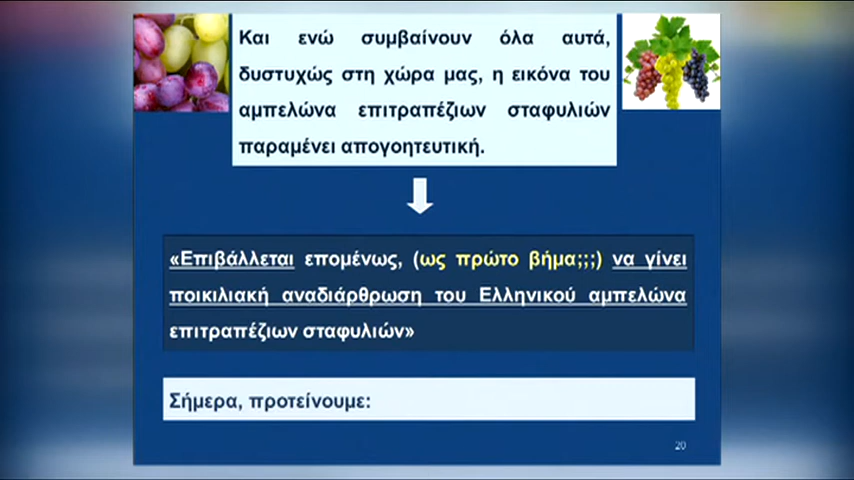 Και ενώ συμβαίνουν όλα αυτά,
δυστυχώς στη χώρα μας, η εικόνα του
αμπελώνα επιτραπέζιων σταφυλιών
παραμένει απογοητευτική.
«Επιβάλλεται επομένως, (ως πρώτο βήμα;;;) να γίνει
ποικιλιακή αναδιάρθρωση του Ελληνικού αμπελώνα
επιτραπέζιων σταφυλιών»
Σήμερα, προτείνουμε:
20